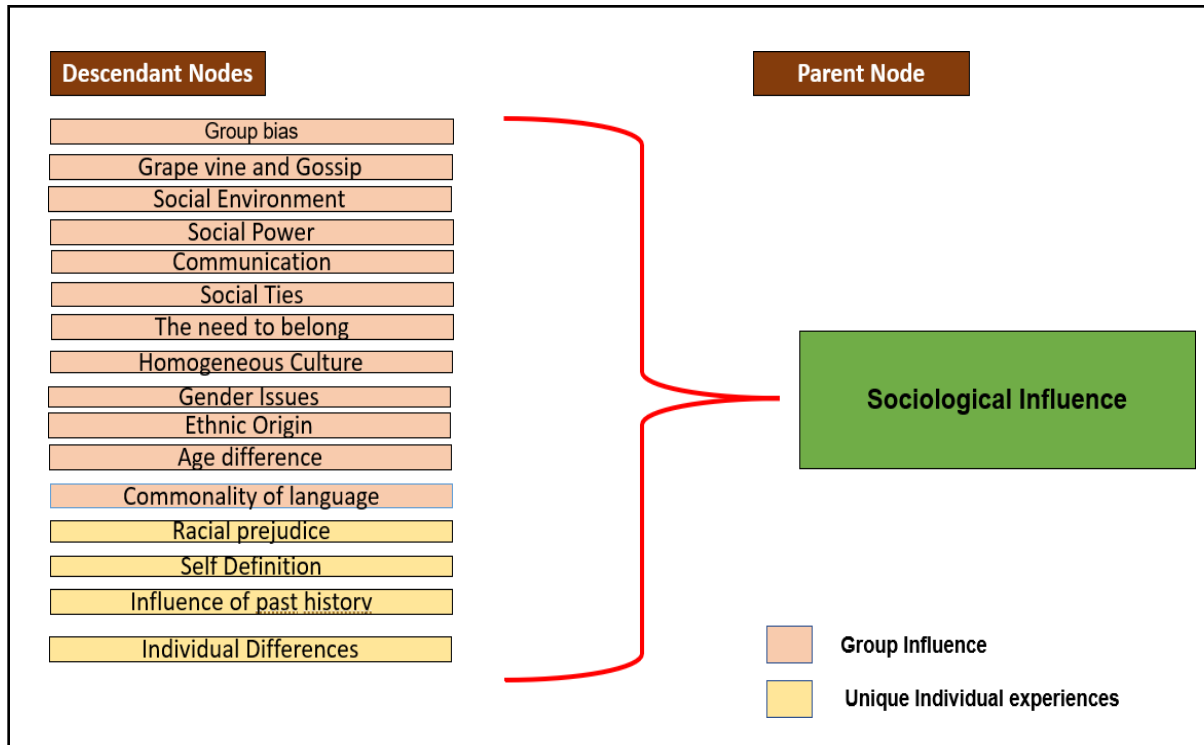 Descendant Nodes
Parent Node
Group bias
Grape vine and Gossip
Social Environment
Social Power
Communication
Social Ties
The need to belong
Homogeneous Culture
Gender Issues
Ethnic Origin
Age difference
Commonality of language
Racial prejudice
Self Definition
Influence of past history
Individual Differences
Sociological Influence
Group Influence
Unique Individual experiences